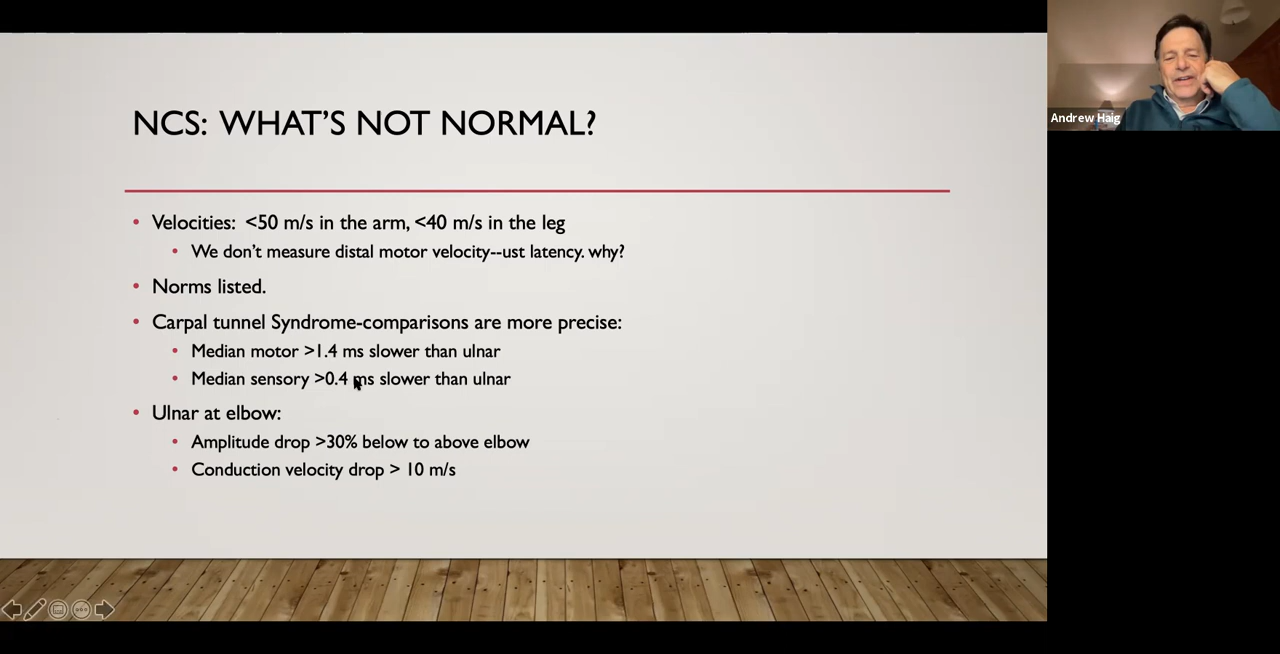 NCS: WHAT'S NOT NORMAL?
• Velocities: <50 m/s in the arm, <40 m/s in the leg
• We don't measure distal motor velocity--ust latency. why?
• Norms listed.
• Carpal tunnel Syndrome-comparisons are more precise:
• Median motor >1.4 ms slower than ulnar
• Median sensory >0.4 ms slower than ulnar
• Ulnar at elbow:
• Amplitude drop >30% below to above elbow
• Conduction velocity drop > 10 m/s
Andrew Haig